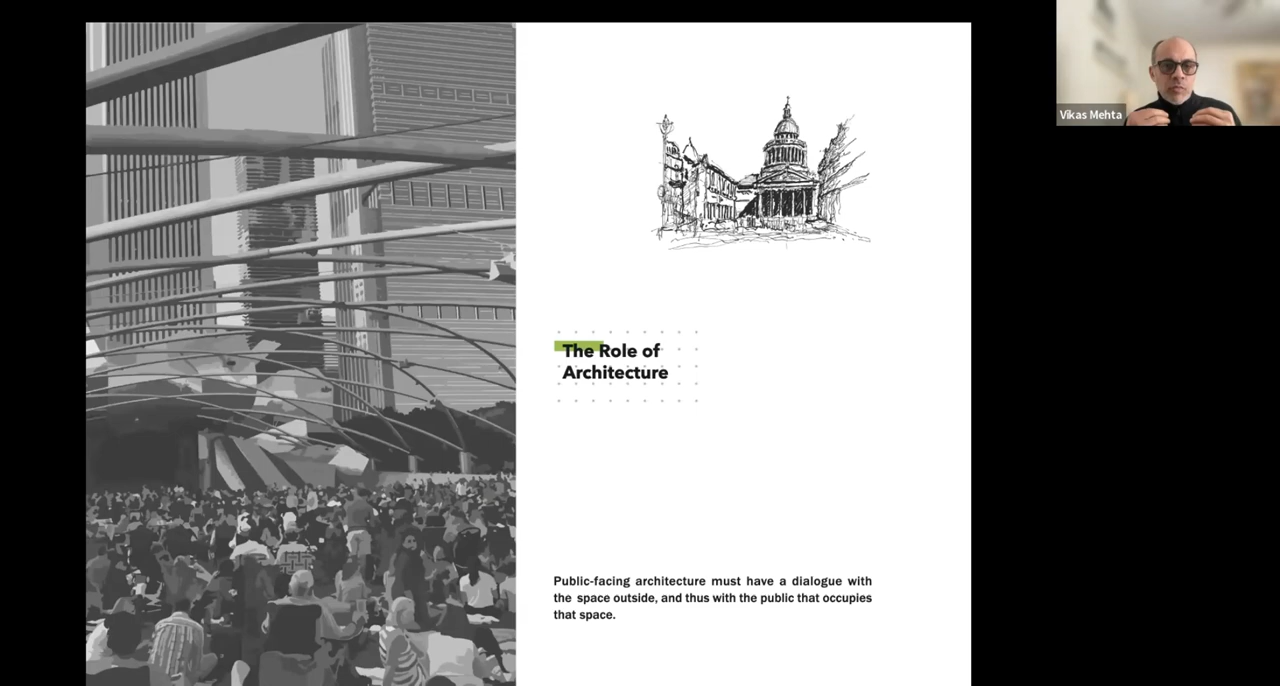 Vikas Mehta
The Role of
Architecture
Public-facing architecture must have a dialogue with
the space outside, and thus with the public that occupies
that space.